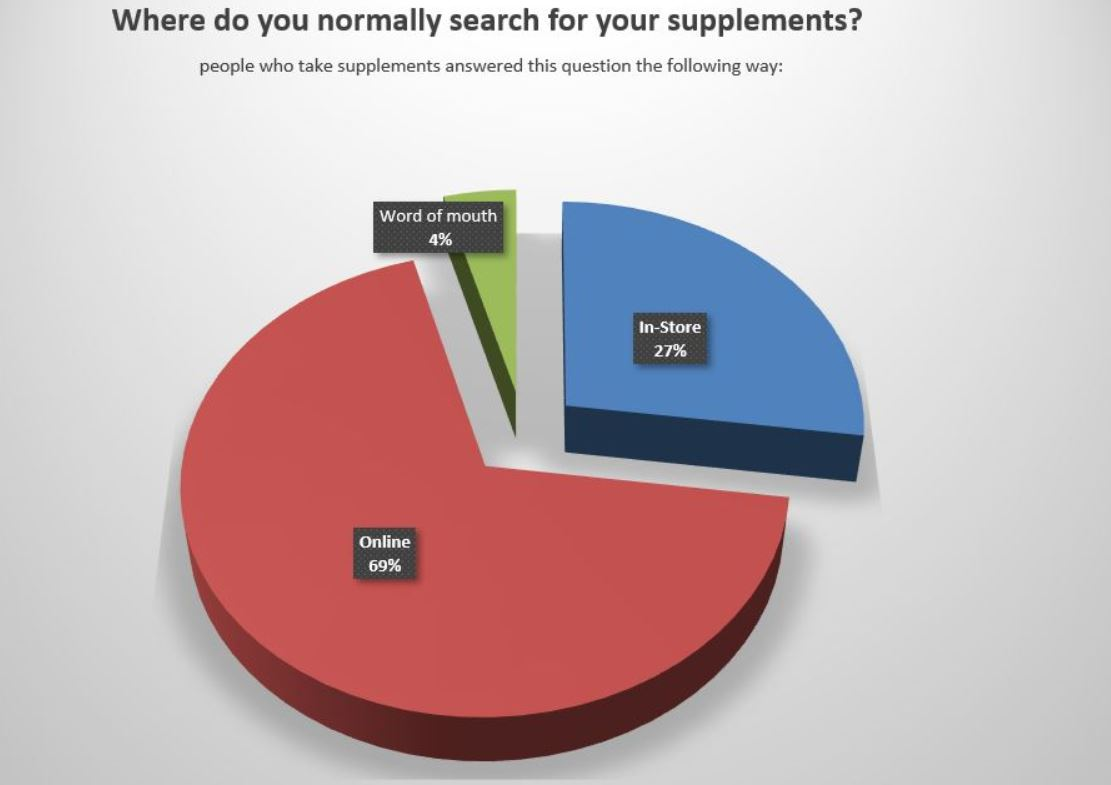 Where do you normally search for your supplements?
people who take supplements answered this question the following way:
Word of mouth
4%
In-Store
27%
Online
69%